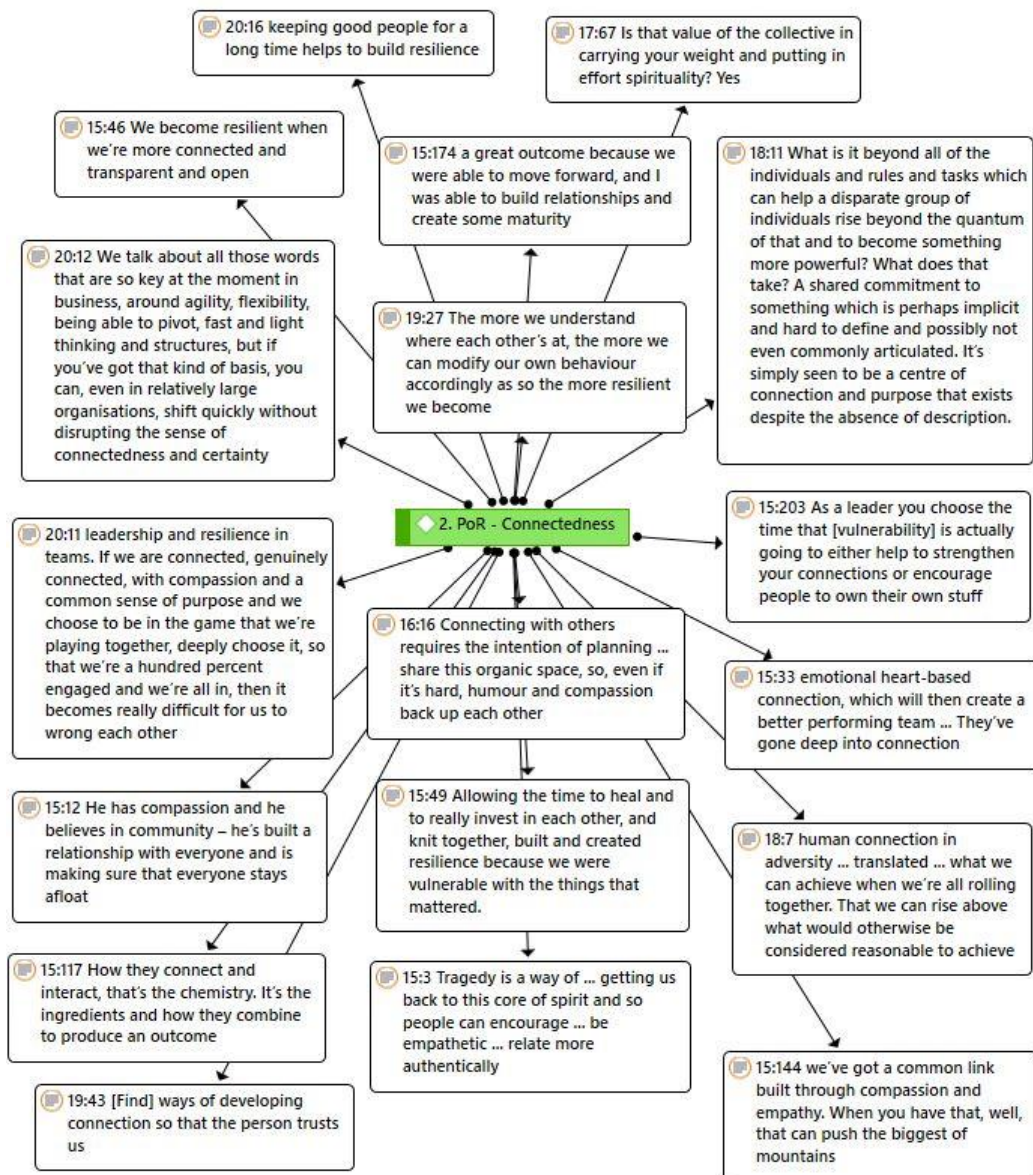 20:16 keeping good people for a
long time helps to build resilience
17:67 Is that value of the collective in
carrying your weight and putting in
effort spirituality? Yes
15:46 We become resilient when
we're more connected and
transparent and open
15:174 a great outcome because we
were able to move forward, and I
was able to build relationships and
create some maturity
18:11 What is it beyond all of the
individuals and rules and tasks which
can help a disparate group of
individuals rise beyond the quantum
of that and to become something
more powerful? What does that
take? A shared commitment to
something which is perhaps implicit
and hard to define and possibly not
even commonly articulated. It's
simply seen to be a centre of
connection and purpose that exists
despite the absence of description.
20:12 We talk about all those words
that are so key at the moment in
business, around agility, flexibility,
being able to pivot, fast and light
thinking and structures, but if
you've got that kind of basis, you
can, even in relatively large
organisations, shift quickly without
disrupting the sense of
connectedness and certainty
19:27 The more we understand
where each other's at, the more we
can modify our own behaviour
accordingly as so the more resilient
we become
2. PoR - Connectedness
15:203 As a leader you choose the
time that [vulnerability] is actually
going to either help to strengthen
your connections or encourage
people to own their own stuff
20:11 leadership and resilience in
teams. If we are connected, genuinely
connected, with compassion and a
common sense of purpose and we
choose to be in the game that we're
playing together, deeply choose it, so
that we're a hundred percent
engaged and we're all in, then it
becomes really difficult for us to
wrong each other
16:16 Connecting with others
requires the intention of planning ...
share this organic space, so, even if
it's hard, humour and compassion
back up each other
15:33 emotional heart-based
connection, which will then create a
better performing team ... They've
gone deep into connection
15:12 He has compassion and he
believes in community – he's built a
relationship with everyone and is
making sure that everyone stays
afloat
15:49 Allowing the time to heal and
to really invest in each other, and
knit together, built and created
resilience because we were
vulnerable with the things that
mattered.
18:7 human connection in
adversity ... translated ... what we
can achieve when we're all rolling
together. That we can rise above
what would otherwise be
considered reasonable to achieve
15:117 How they connect and
interact, that's the chemistry. It's the
ingredients and how they combine
to produce an outcome
15:3 Tragedy is a way of ... getting us
back to this core of spirit and so
people can encourage ... be
empathetic ... relate more
authentically
19:43 [Find] ways of developing
connection so that the person trusts
us
15:144 we've got a common link
built through compassion and
empathy. When you have that, well,
that can push the biggest of
mountains